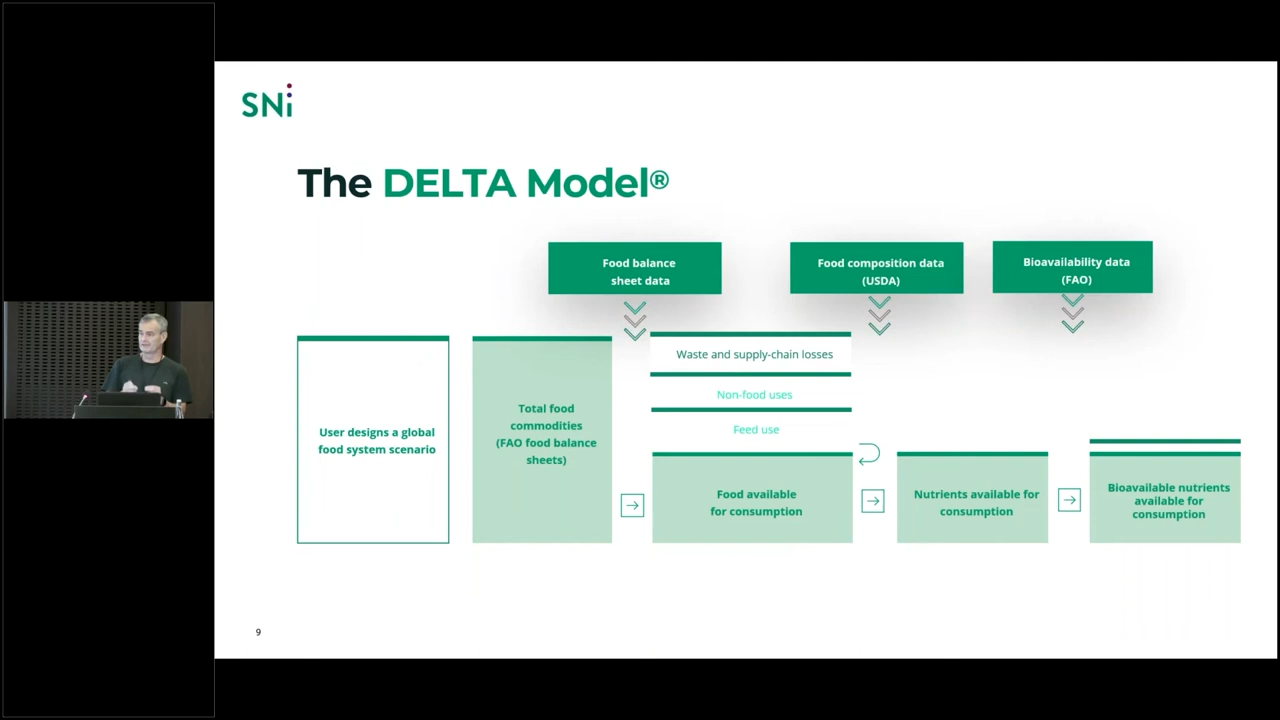 SNi
The DELTA Model®
Food balance
sheet data
Food composition data
(USDA)
Bioavailability data
(FAO)
User designs a global
food system scenario
Total food
commodities
(FAO food balance
sheets)
Waste and supply-chain losses
Non-food uses
Feed use
Food available
for consumption
Nutrients available for
consumption
Bioavailable nutrients
available for
consumption
9